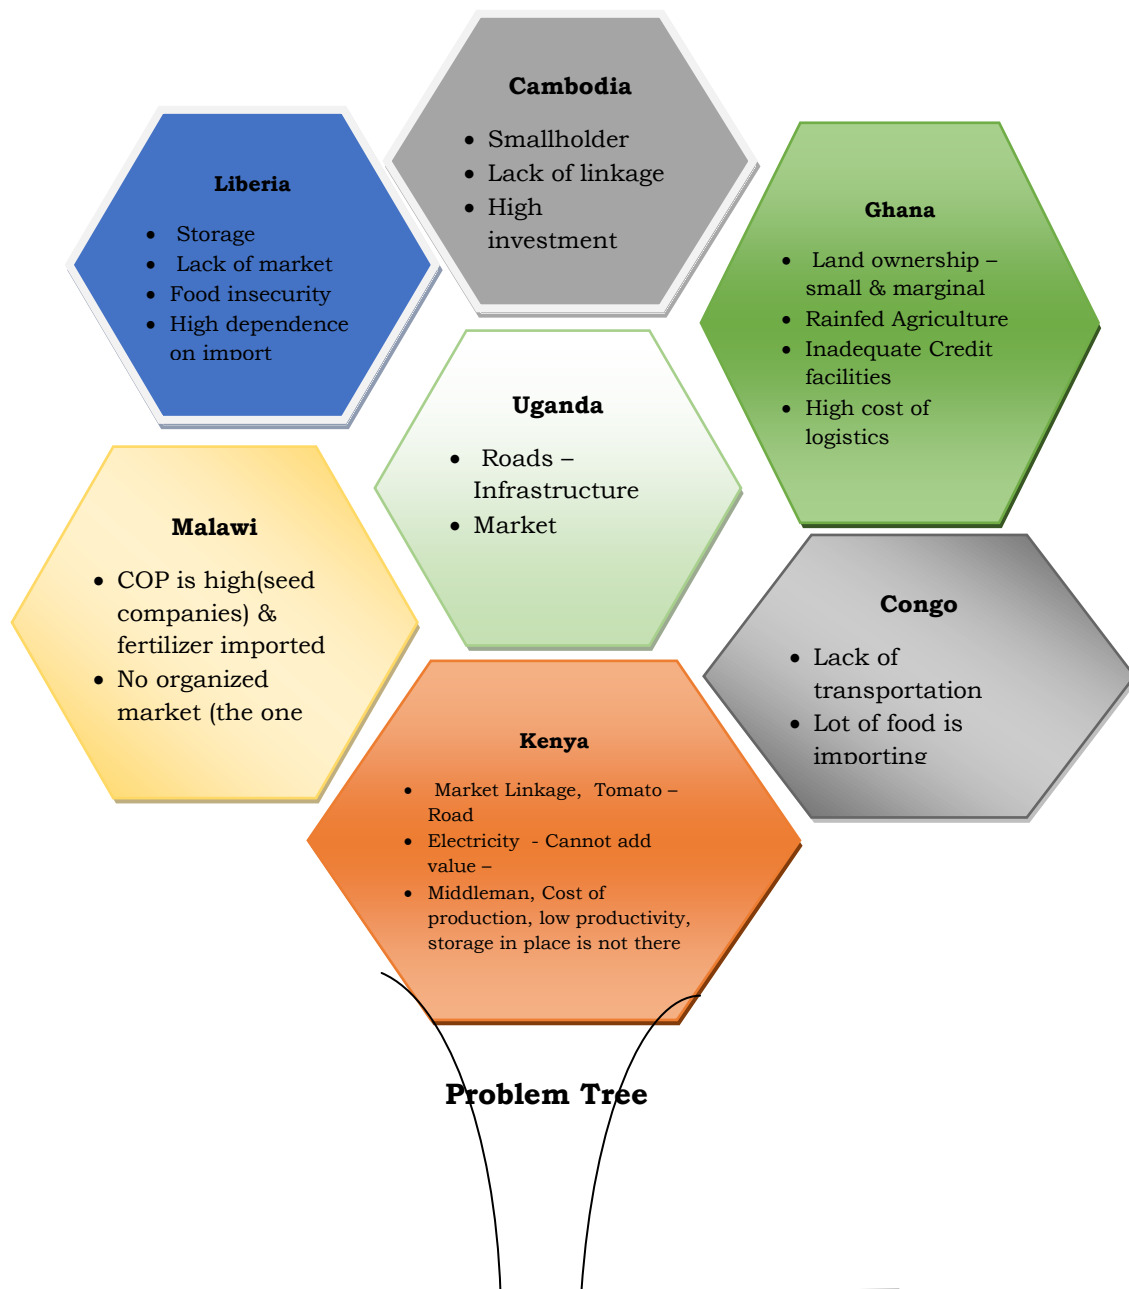 Cambodia
• Smallholder
• Lack of linkage
• High
investment
Liberia
• Storage
• Lack of market
• Food insecurity
• High dependence
on import
Ghana
• Land ownership –
small & marginal
• Rainfed Agriculture
• Inadequate Credit
facilities
• High cost of
logistics
Uganda
• Roads –
Infrastructure
• Market
Malawi
• COP is high(seed
companies) &
fertilizer imported
• No organized
market (the one
Congo
• Lack of
transportation
• Lot of food is
importing
Kenya
• Market Linkage, Tomato –
Road
• Electricity - Cannot add
value –
• Middleman, Cost of
production, low productivity,
storage in place is not there
Problem Tree